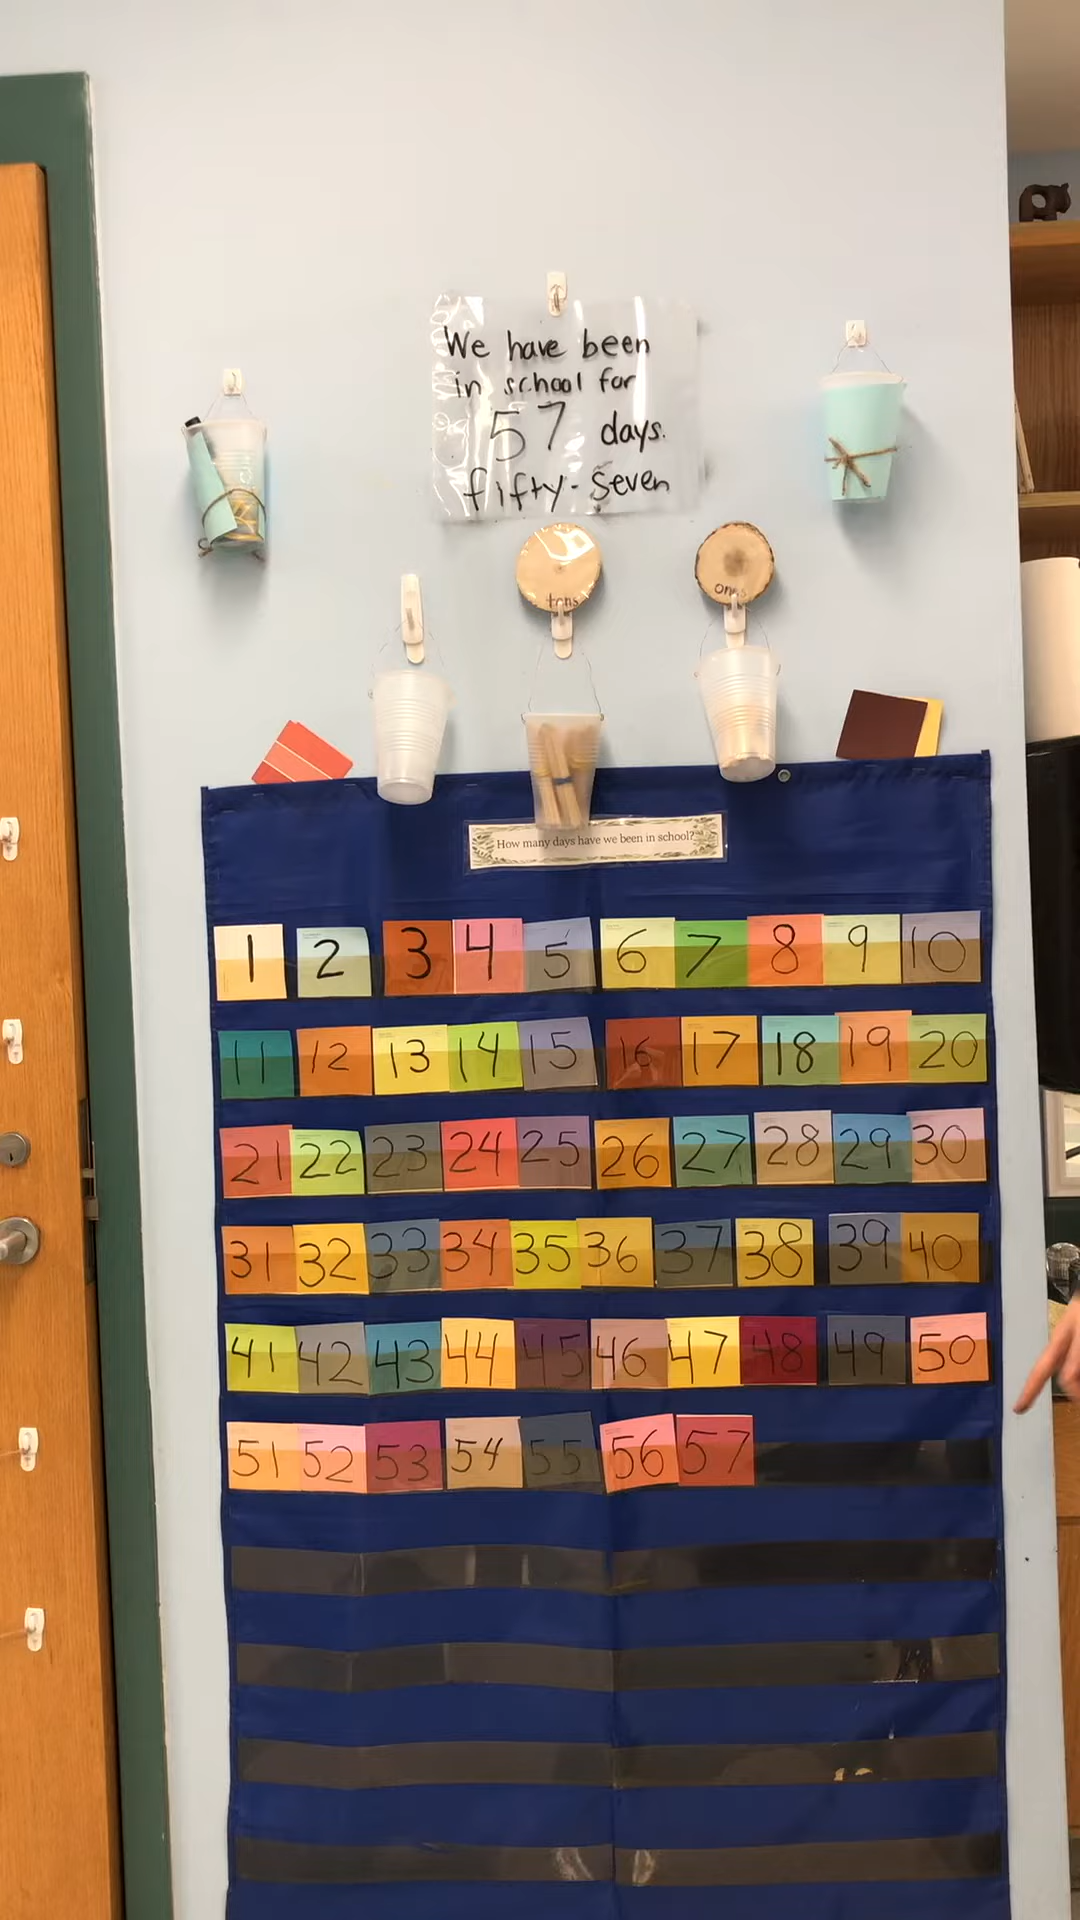 We have been
in school for
57 days.
fifty-seven
tens ones
How many days have we been in school?
1 2 3 4 5 6 7 8 9 10
11 12 13 14 15 16 17 18 19 20
21 22 23 24 25 26 27 28 29 30
31 32 33 34 35 36 37 38 39 40
41 42 43 44 45 46 47 48 49 50
51 52 53 54 55 56 57